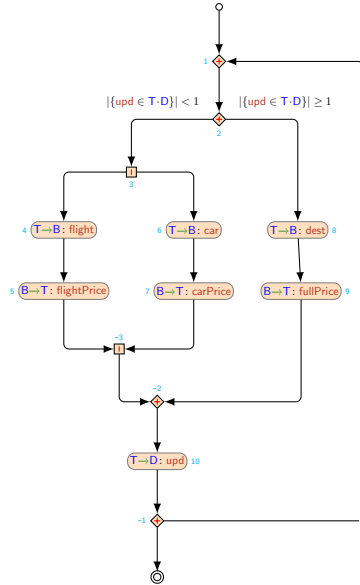 1
|{upd ∈ T·D}| < 1 |{upd ∈ T·D}| ≥ 1
+
2
3
4 T→B: flight 6 T→B: car T→B: dest 8
5 B→T: flightPrice 7 B→T: carPrice B→T: fullPrice 9
-3
-2
T→D: upd 10
-1